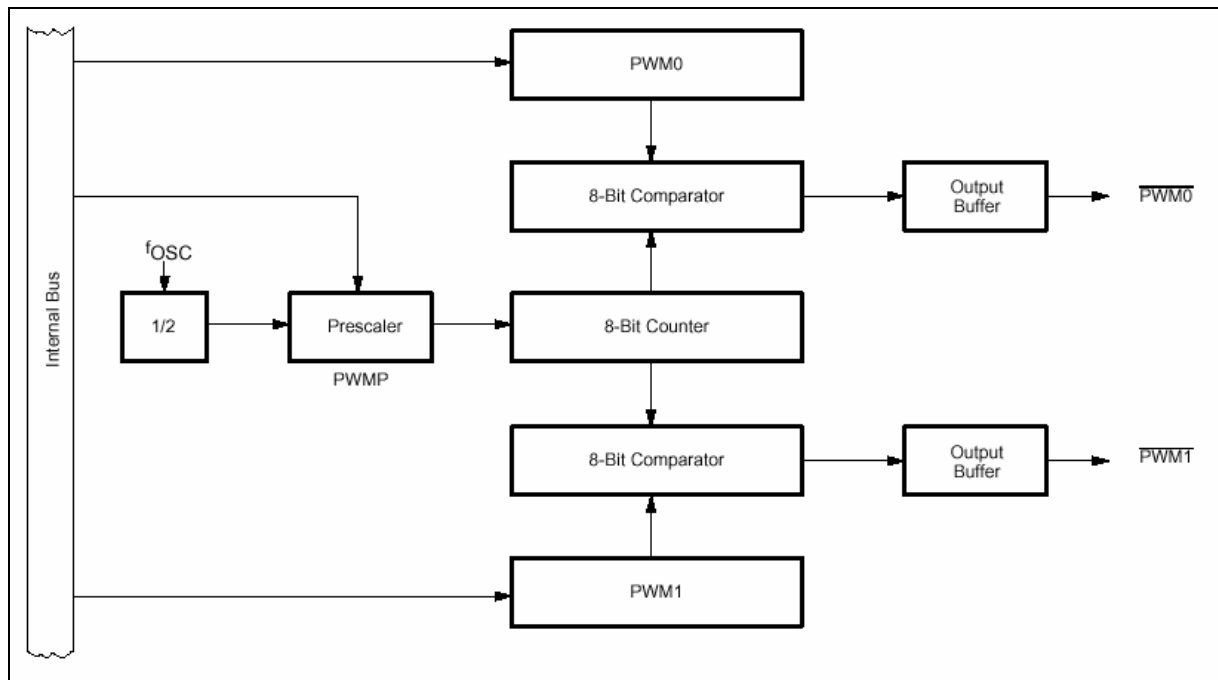 PWM0
8-Bit Comparator
Output
Buffer
PWM0
fOSC
Internal Bus
1/2
Prescaler
8-Bit Counter
PWMP
8-Bit Comparator
Output
Buffer
PWM1
PWM1